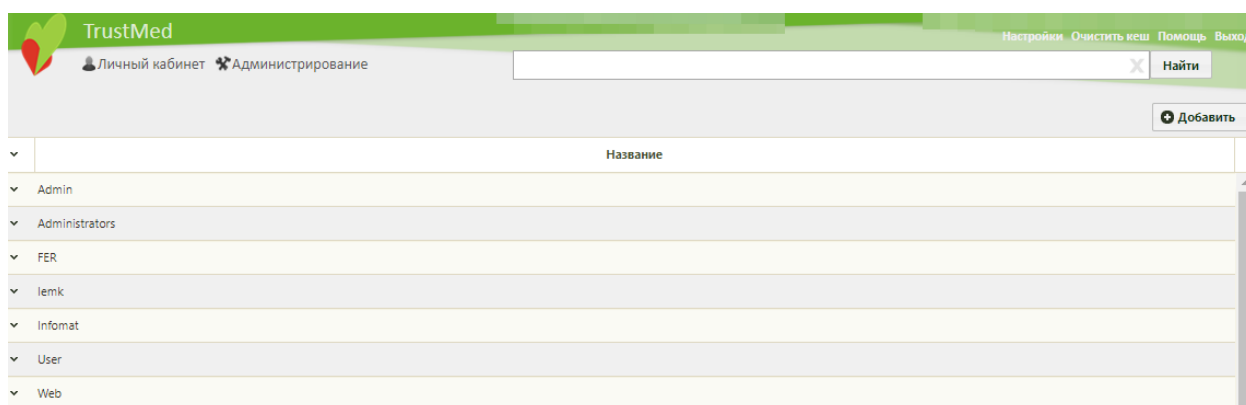 TrustMed
Настройки Очистить кеш Помощь Выход
Личный кабинет Администрирование
X Найти
Добавить
Название
Admin
Administrators
FER
Iemk
Infomat
User
Web